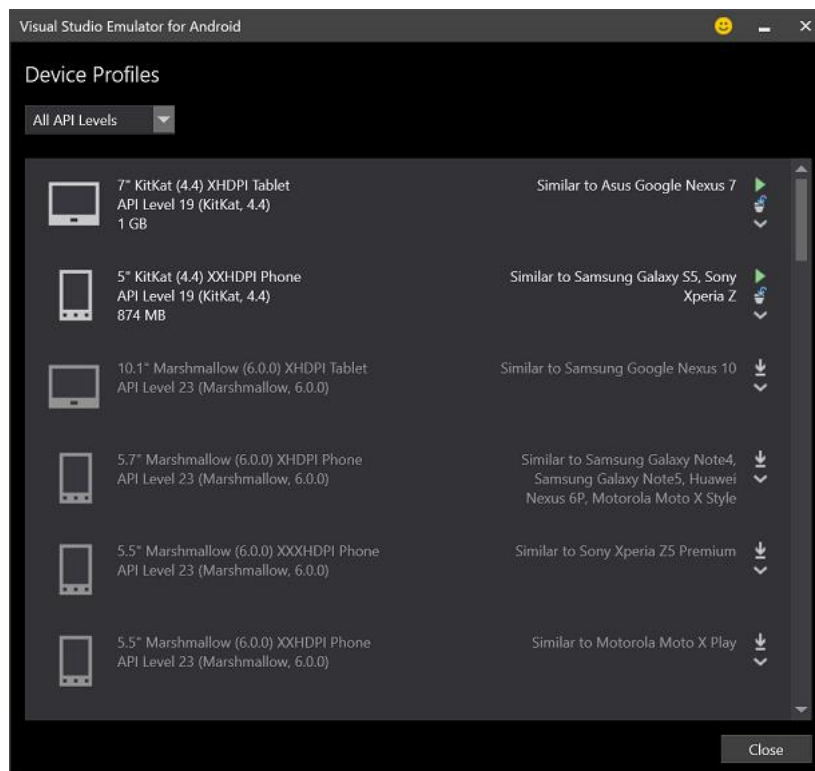 Visual Studio Emulator for Android
Device Profiles
All API Levels
7" KitKat (4.4) XHDPI Tablet
API Level 19 (KitKat, 4.4)
1 GB
Similar to Asus Google Nexus 7
5" KitKat (4.4) XXHDPI Phone
API Level 19 (KitKat, 4.4)
874 MB
Similar to Samsung Galaxy S5, Sony
Xperia Z
10.1" Marshmallow (6.0.0) XHDPI Tablet
API Level 23 (Marshmallow, 6.0.0)
Similar to Samsung Google Nexus 10
5.7" Marshmallow (6.0.0) XHDPI Phone
API Level 23 (Marshmallow, 6.0.0)
Similar to Samsung Galaxy Note4,
Samsung Galaxy Note5, Huawei
Nexus 6P, Motorola Moto X Style
5.5" Marshmallow (6.0.0) XXXHDPI Phone
API Level 23 (Marshmallow, 6.0.0)
Similar to Sony Xperia Z5 Premium
5.5" Marshmallow (6.0.0) XXHDPI Phone
API Level 23 (Marshmallow, 6.0.0)
Similar to Motorola Moto X Play
Close